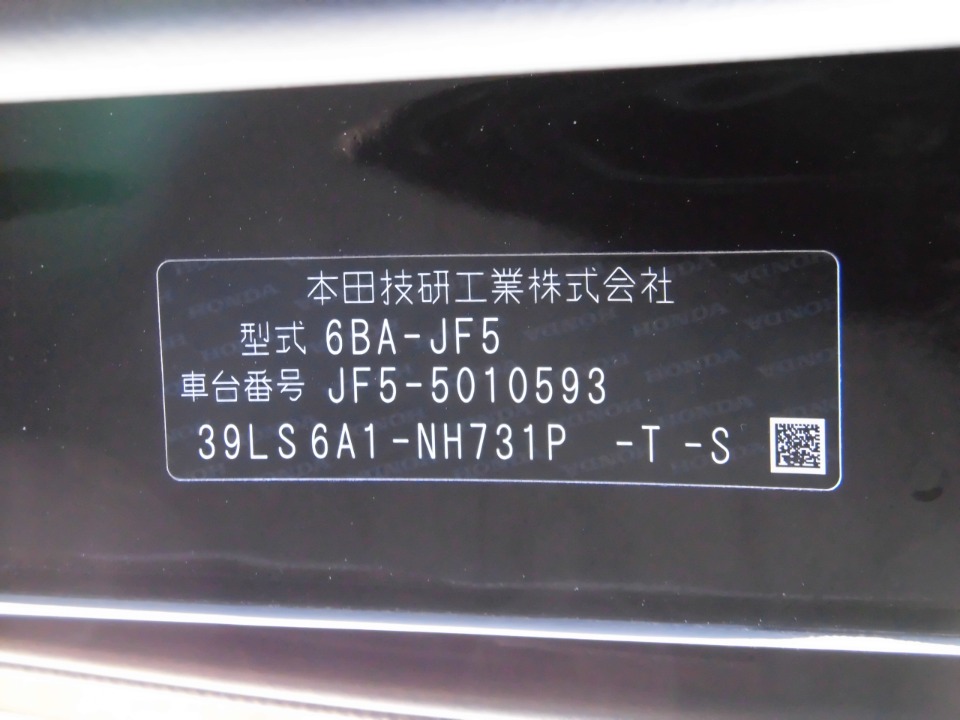 本田技研工業株式会社
型式 6BA-JF5
車台番号 JF5-5010593
39LS6A1-NH731P -T -S